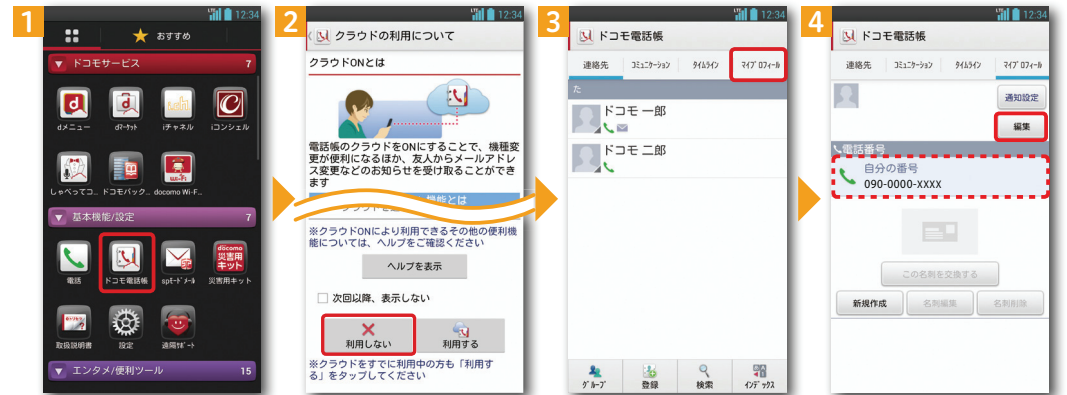 1
LTE 12:34
おすすめ
ドコモサービス 7
dメニュー dマーケット iチャネル iコンシェル
しゃべってコ... ドコモバック... docomo Wi-F...
基本機能/設定 7
電話 ドコモ電話帳 spモードメール 災害用キット
docomo
災害用
キット
取扱説明書 設定 遠隔サポート
エンタメ/便利ツール 15
2
LTE 12:34
クラウドの利用について
クラウドONとは
電話帳のクラウドをONにすることで、機種変
更が便利になるほか、友人からメールアドレ
ス変更などのお知らせを受け取ることができ
ます
機能とは
※クラウドONにより利用できるその他の便利機
能については、ヘルプをご確認ください
ヘルプを表示
次回以降、表示しない
利用しない 利用する
※クラウドをすでに利用中の方も「利用す
る」をタップしてください
3
LTE 12:34
ドコモ電話帳
連絡先 コミュニケーション タイムライン マイプロフィール
た
ドコモ 一郎
ドコモ 二郎
グループ 登録 検索 インデックス
4
LTE 12:34
ドコモ電話帳
連絡先 コミュニケーション タイムライン マイプロフィール
通知設定
編集
電話番号
自分の番号
090-0000-XXXX
この名刺を交換する
新規作成 名刺編集 名刺削除